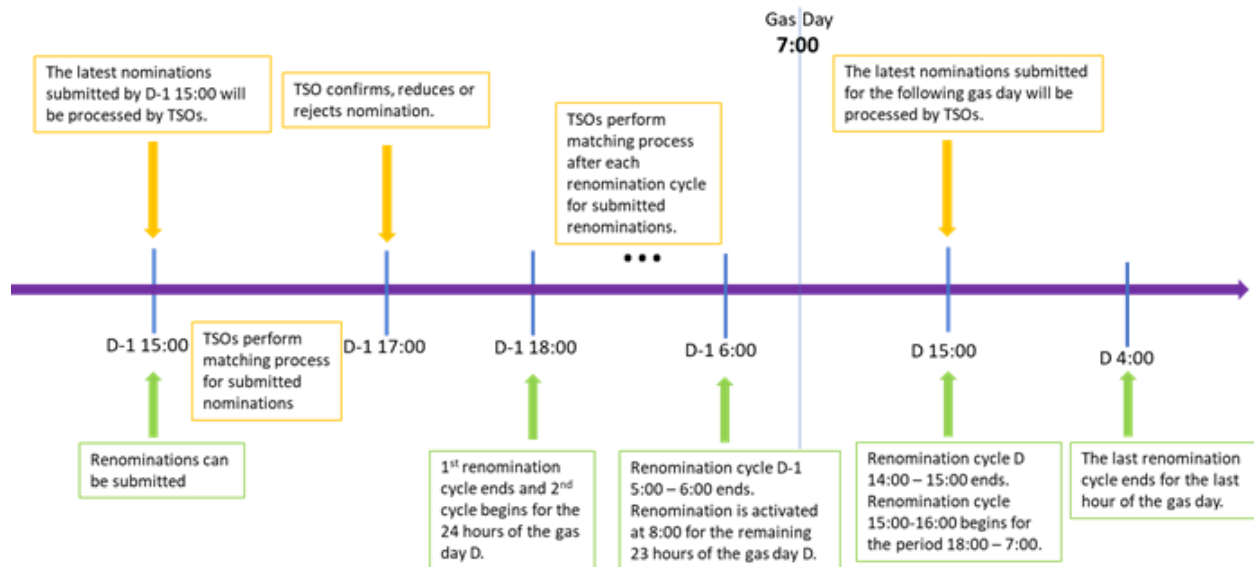 Gas Day
7:00
The latest nominations
submitted by D-1 15:00 will
be processed by TSOs.
TSO confirms, reduces or
rejects nomination.
TSOs perform
matching process
after each
renomination cycle
for submitted
renominations.
The latest nominations submitted
for the following gas day will be
processed by TSOs.
•••
D-1 15:00
TSOs perform
matching process
for submitted
nominations
D-1 17:00
D-1 18:00
D-1 6:00
D 15:00
D 4:00
Renominations can
be submitted
1st renomination
cycle ends and 2nd
cycle begins for the
24 hours of the gas
day D.
Renomination cycle D-1
5:00 – 6:00 ends.
Renomination is activated
at 8:00 for the remaining
23 hours of the gas day D.
Renomination cycle D
14:00 – 15:00 ends.
Renomination cycle
15:00-16:00 begins for
the period 18:00 – 7:00.
The last renomination
cycle ends for the last
hour of the gas day.